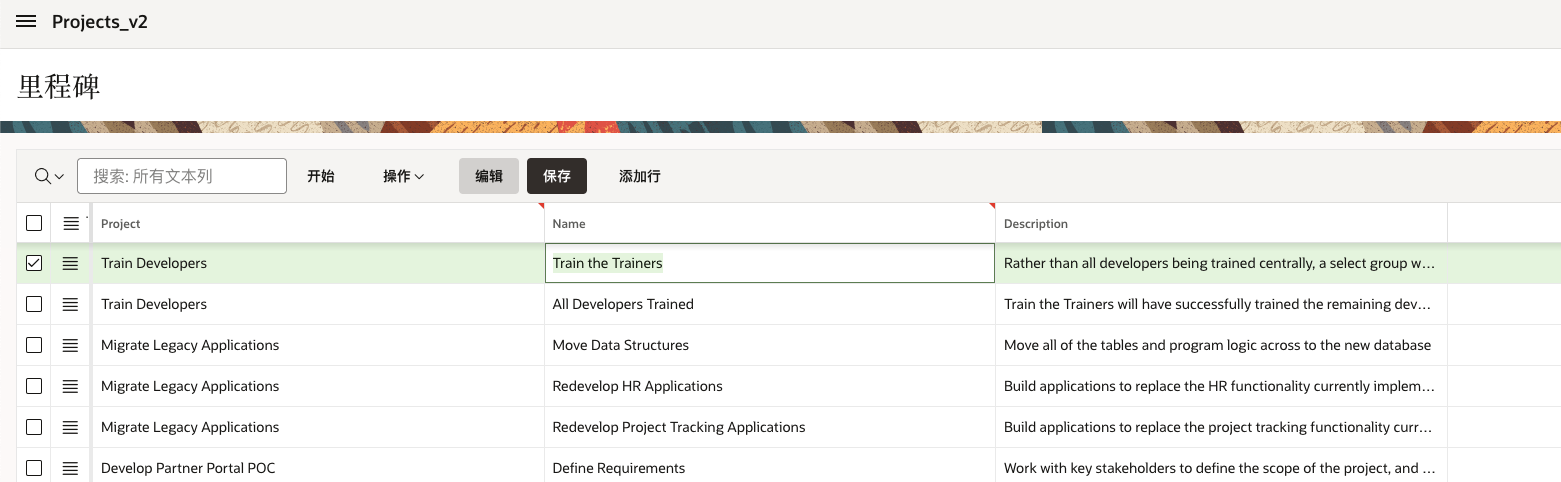 Projects_v2
里程碑
搜索: 所有文本列 开始 操作 编辑 保存 添加行
Project Name Description
Train Developers Train the Trainers Rather than all developers being trained centrally, a select group w...
Train Developers All Developers Trained Train the Trainers will have successfully trained the remaining dev...
Migrate Legacy Applications Move Data Structures Move all of the tables and program logic across to the new database
Migrate Legacy Applications Redevelop HR Applications Build applications to replace the HR functionality currently implem...
Migrate Legacy Applications Redevelop Project Tracking Applications Build applications to replace the project tracking functionality curr...
Develop Partner Portal POC Define Requirements Work with key stakeholders to define the scope of the project, and ...